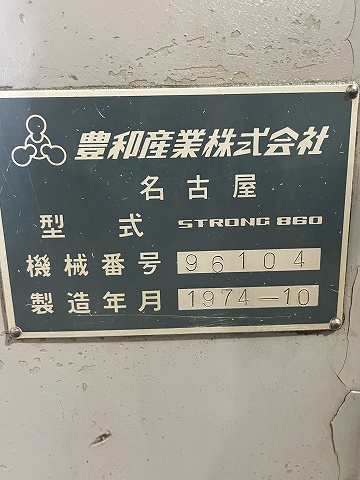 豊和産業株式会社
名古屋
型式 STRONG 860
機械番号 96104
製造年月 1974-10